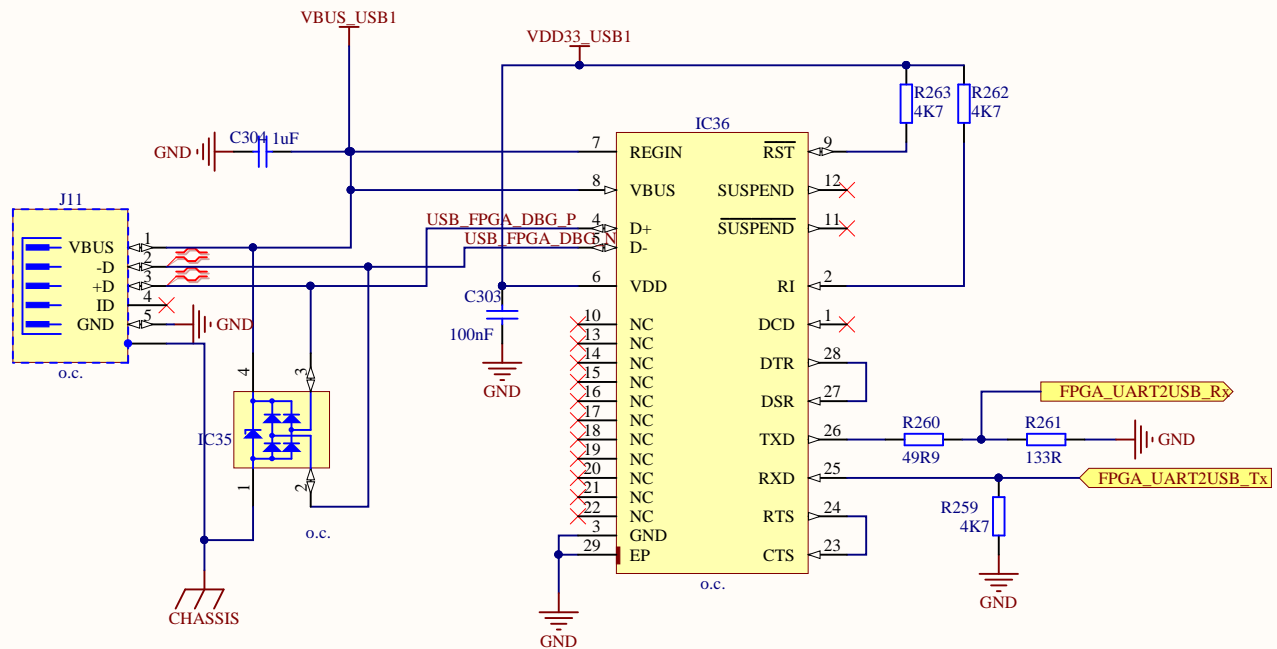 VBUS_USB1
VDD33_USB1
R263
4K7
R262
4K7
C304 1uF
GND
IC36
7 REGIN
RST 9
8 VBUS
SUSPEND 12
J11
USB_FPGA_DBG_P 4 D+
SUSPEND 11
VBUS 1
USB_FPGA_DBG_N 5 D-
-D 2
+D 3
6 VDD
RI 2
ID 4
C303
100nF
GND 5
GND
10 NC
DCD 1
13 NC
14 NC
DTR 28
15 NC
o.c.
GND
4
3
16 NC
DSR 27
FPGA_UART2USB_Rx
17 NC
IC35
18 NC
TXD 26
R260
49R9
R261
133R
GND
19 NC
20 NC
RXD 25
FPGA_UART2USB_Tx
1
2
21 NC
22 NC
RTS 24
R259
4K7
o.c.
3 GND
29 EP
CTS 23
o.c.
GND
CHASSIS
GND